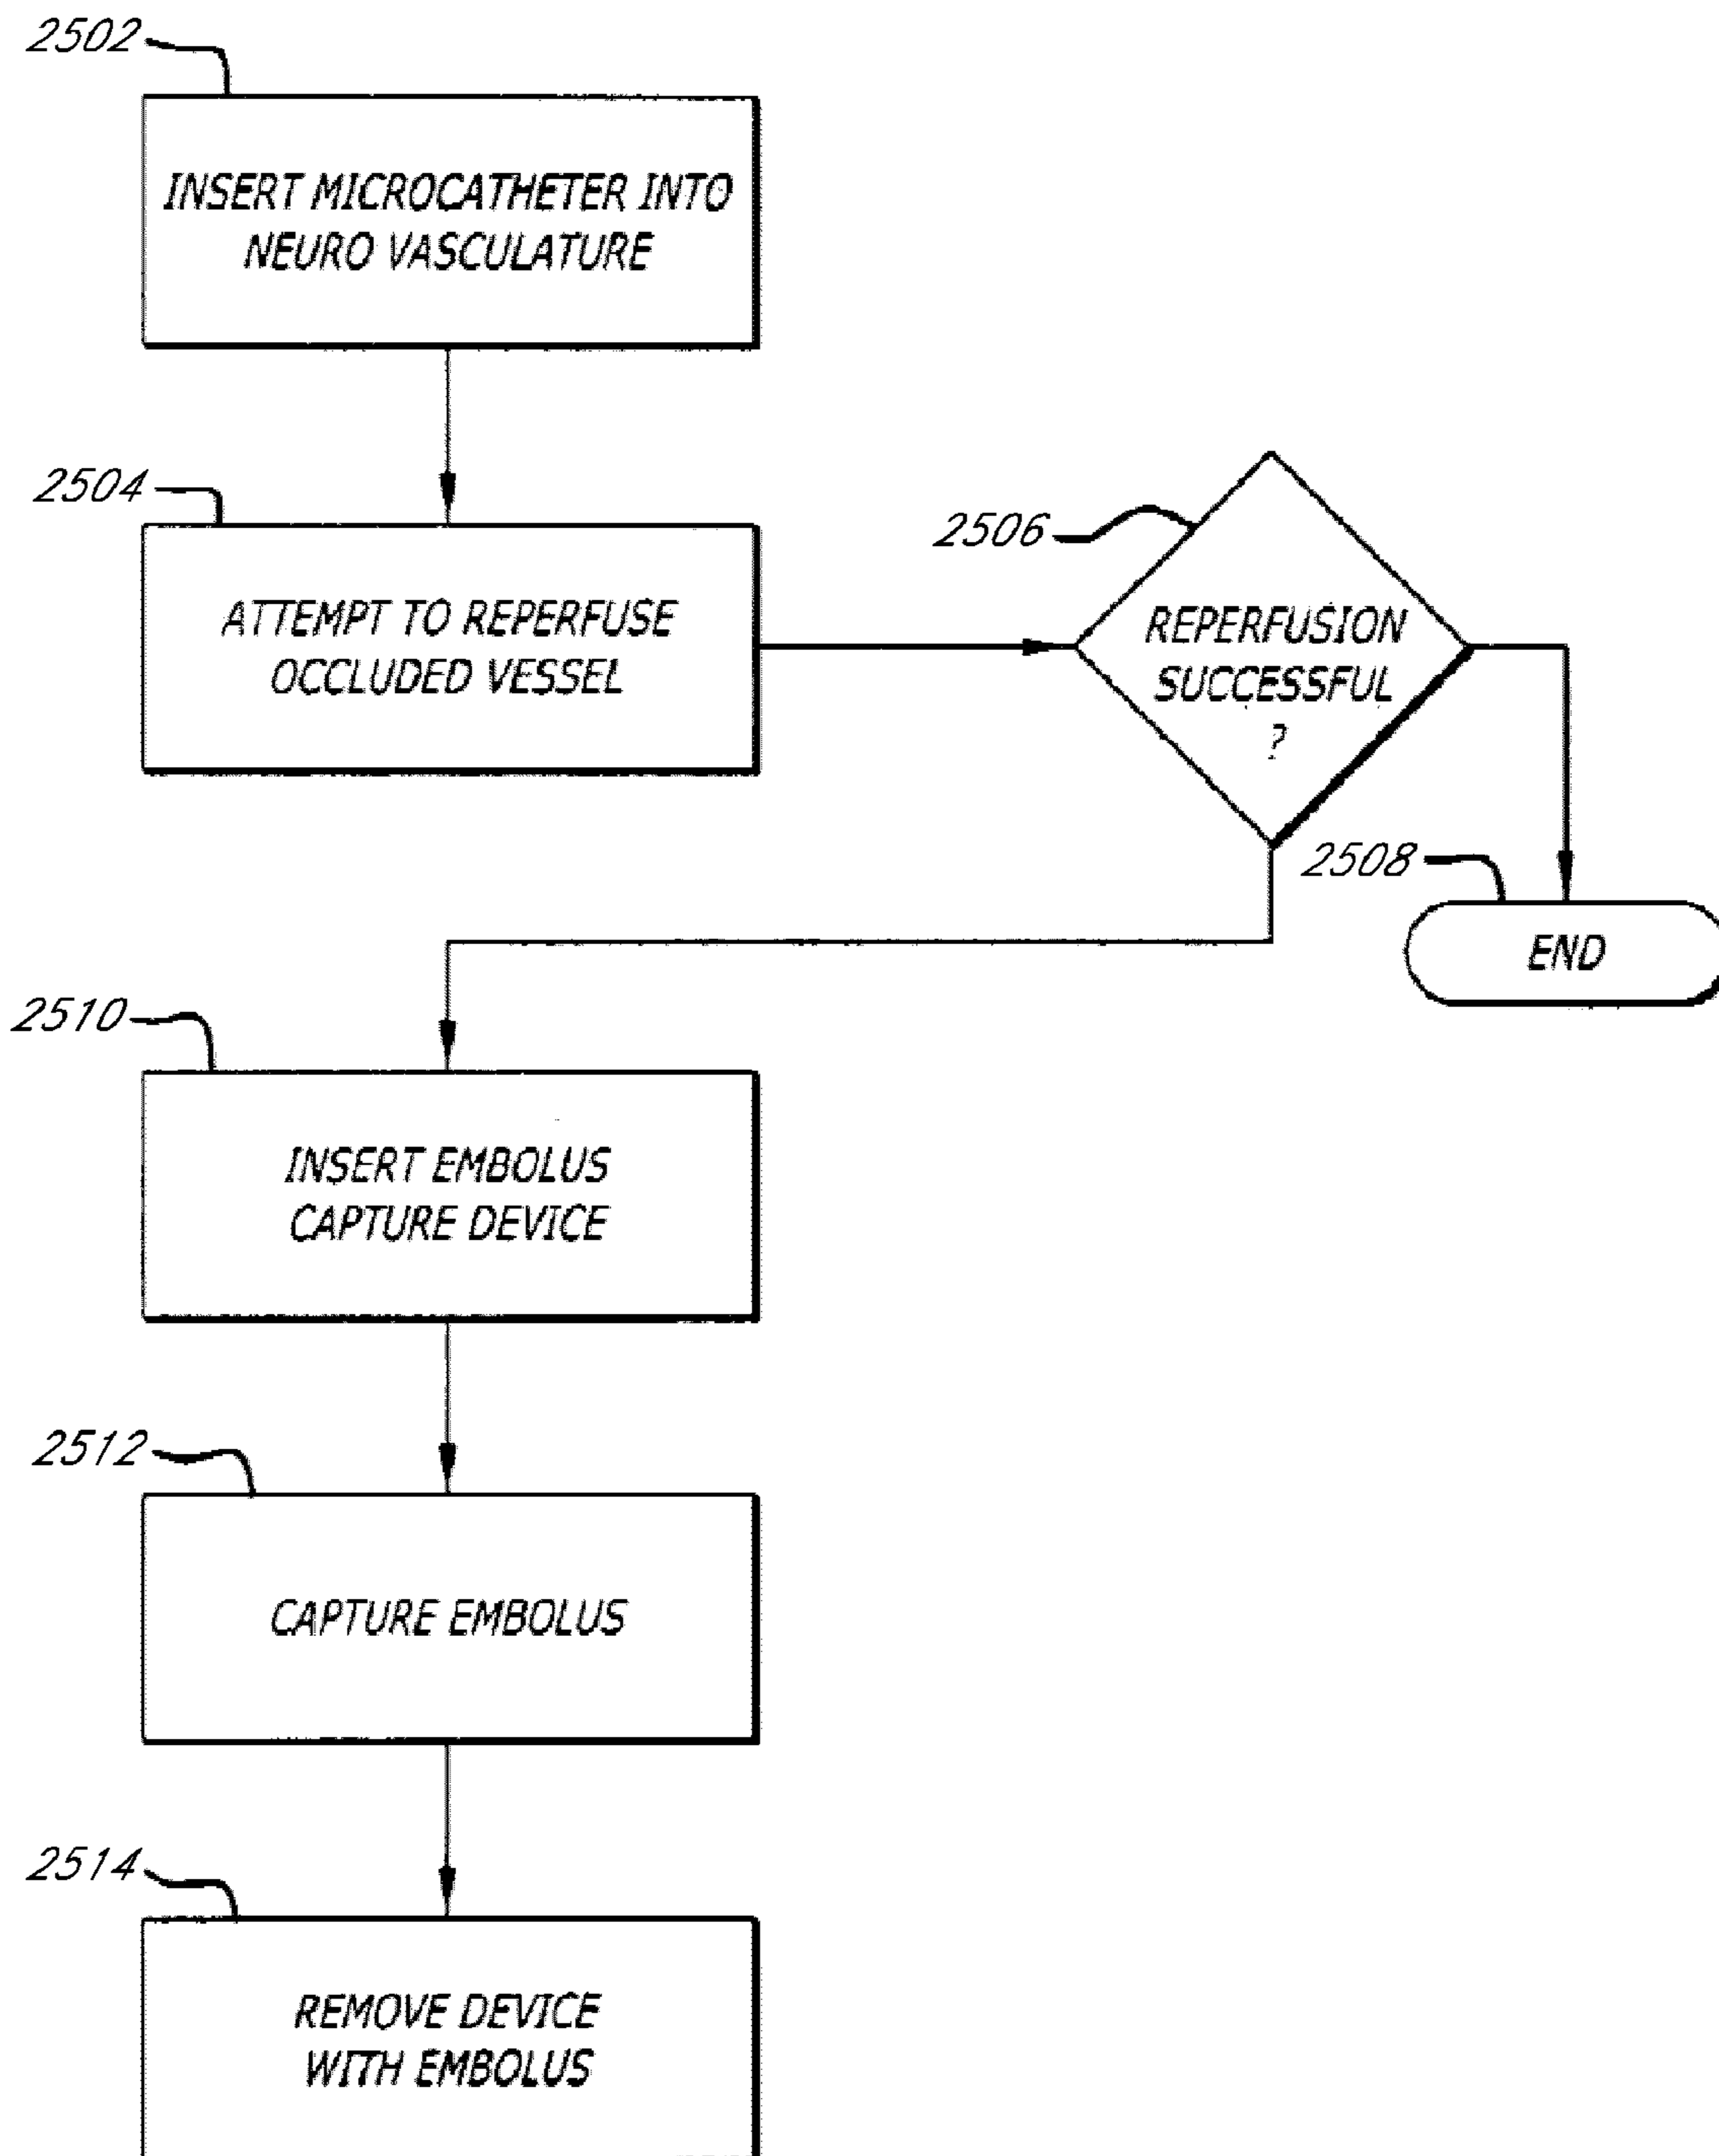 2502
INSERT MICROCATHETER INTO
NEURO VASCULATURE
2504
ATTEMPT TO REPERFUSE
OCCLUDED VESSEL
2506
REPERFUSION
SUCCESSFUL
?
2508
END
2510
INSERT EMBOLUS
CAPTURE DEVICE
2512
CAPTURE EMBOLUS
2514
REMOVE DEVICE
WITH EMBOLUS